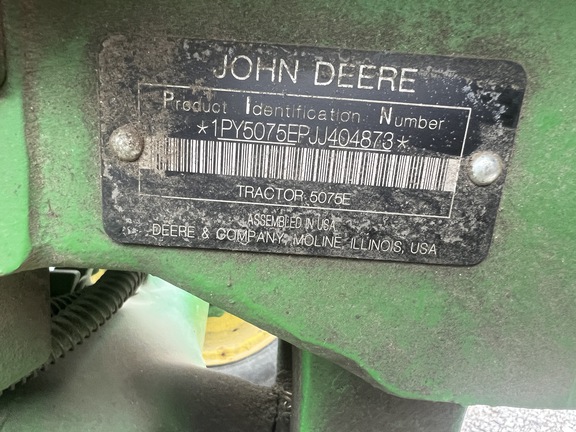 JOHN DEERE
Product Identification Number
*1PY5075EPJJ404873*
TRACTOR 5075E
ASSEMBLED IN USA
DEERE & COMPANY, MOLINE, ILLINOIS, USA